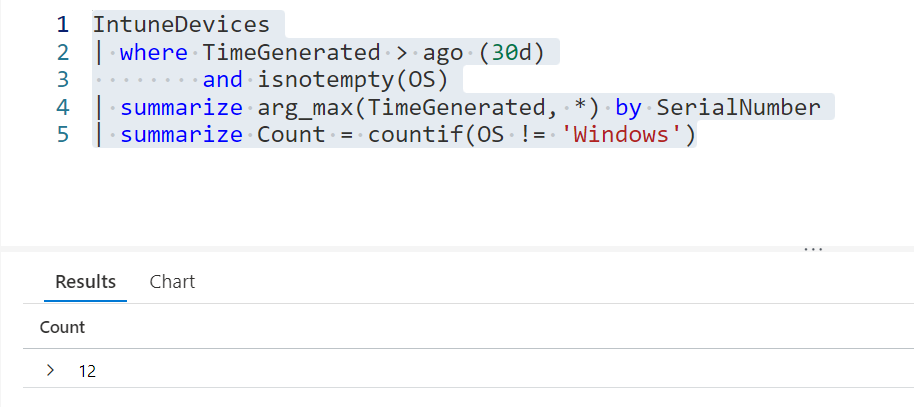 1 IntuneDevices
2 | where TimeGenerated > ago (30d)
3 and isnotempty(OS)
4 | summarize arg_max(TimeGenerated, *) by SerialNumber
5 | summarize Count = countif(OS != 'Windows')
...
Results Chart
Count
> 12